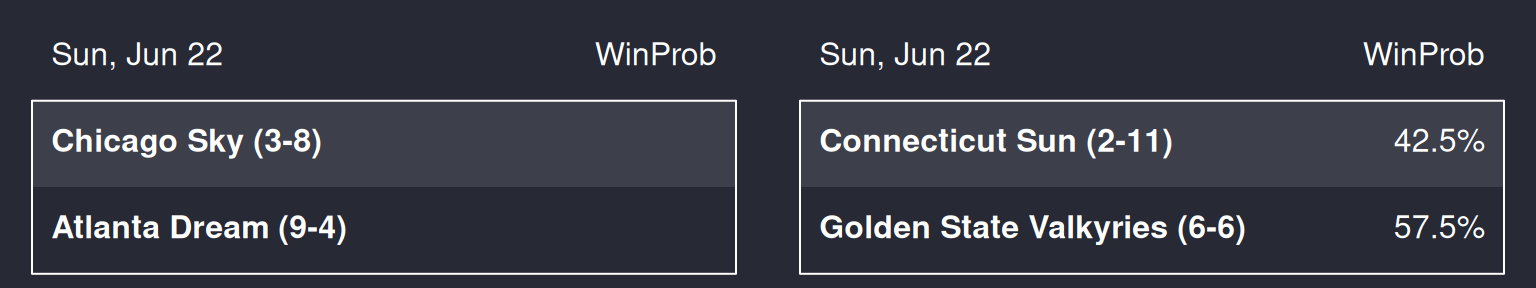 Sun, Jun 22 WinProb
Chicago Sky (3-8)
Atlanta Dream (9-4)
Sun, Jun 22 WinProb
Connecticut Sun (2-11) 42.5%
Golden State Valkyries (6-6) 57.5%